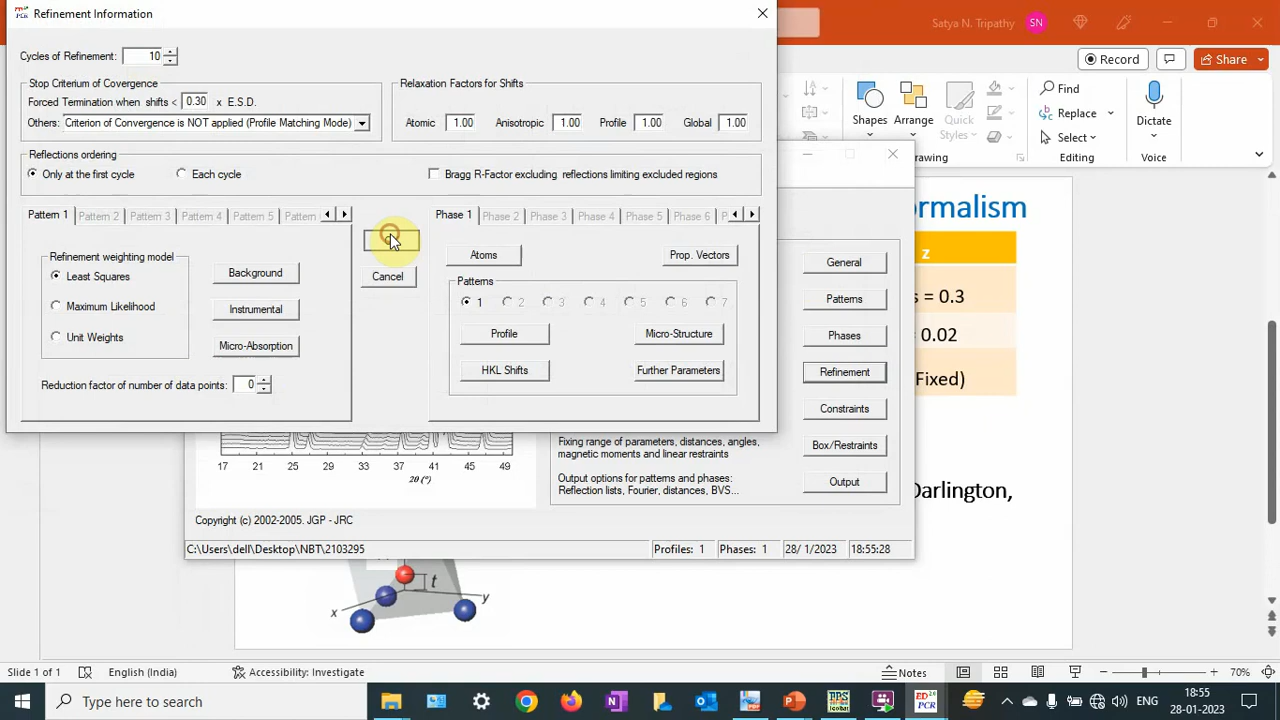 Refinement Information
Satya N. Tripathy
SN
Cycles of Refinement: 10
Stop Criterium of Covergence
Forced Termination when shifts < 0.30 x E.S.D.
Others: Criterion of Convergence is NOT applied (Profile Matching Mode)
Relaxation Factors for Shifts
Atomic 1.00 Anisotropic 1.00 Profile 1.00 Global 1.00
Reflections ordering
Only at the first cycle Each cycle
Bragg R-Factor excluding reflections limiting excluded regions
Pattern 1 Pattern 2 Pattern 3 Pattern 4 Pattern 5 Pattern
Phase 1 Phase 2 Phase 3 Phase 4 Phase 5 Phase 6
Refinement weighting model
Least Squares
Maximum Likelihood
Unit Weights
Background
Instrumental
Micro-Absorption
Reduction factor of number of data points: 0
Cancel
Atoms Prop. Vectors
Patterns
1 2 3 4 5 6 7
Profile Micro-Structure
HKL Shifts Further Parameters
Record
Share
Shapes Arrange Quick
Styles
Find
Replace
Select
Dictate
rawing Editing Voice
ormalism
z
s = 0.3
0.02
Fixed)
Darlington,
General
Patterns
Phases
Refinement
Constraints
Box/Restraints
Output
Fixing range of parameters, distances, angles,
magnetic moments and linear restraints
Output options for patterns and phases:
Reflection lists, Fourier, distances, BVS...
17 21 25 29 33 37 41 45 49
2θ (°)
Copyright (c) 2002-2005. JGP - JRC
C:\Users\dell\Desktop\NBT\2103295 Profiles: 1 Phases: 1 28/ 1/2023 18:55:28
t
x
y
Slide 1 of 1 English (India) Accessibility: Investigate Notes 70%
Type here to search
ENG
18:55
28-01-2023